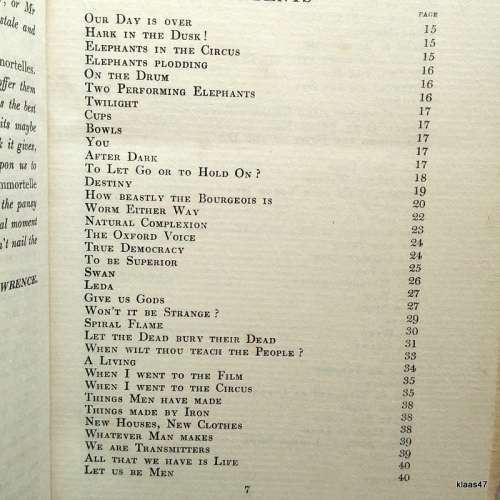 , or Mr
stale and
mortelles.
offer them
s the best
its maybe
k it gives,
pon us to
mmortelle
the pansy
al moment
n't nail the
WRENCE.
PAGE
Our Day is over 15
Hark in the Dusk! 15
Elephants in the Circus 15
Elephants plodding 16
On the Drum 16
Two Performing Elephants 16
Twilight 17
Cups 17
Bowls 17
You 17
After Dark 17
To Let Go or to Hold On? 18
Destiny 19
How beastly the Bourgeois is 20
Worm Either Way 22
Natural Complexion 23
The Oxford Voice 24
True Democracy 24
To be Superior 25
Swan 26
Leda 27
Give us Gods 27
Won't it be Strange? 29
Spiral Flame 30
Let the Dead bury their Dead 31
When wilt thou teach the People? 33
A Living 34
When I went to the Film 35
When I went to the Circus 38
Things Men have made 38
Things made by Iron 38
New Houses, New Clothes 38
Whatever Man makes 39
We are Transmitters 39
All that we have is Life 40
Let us be Men 40
7
klaas47